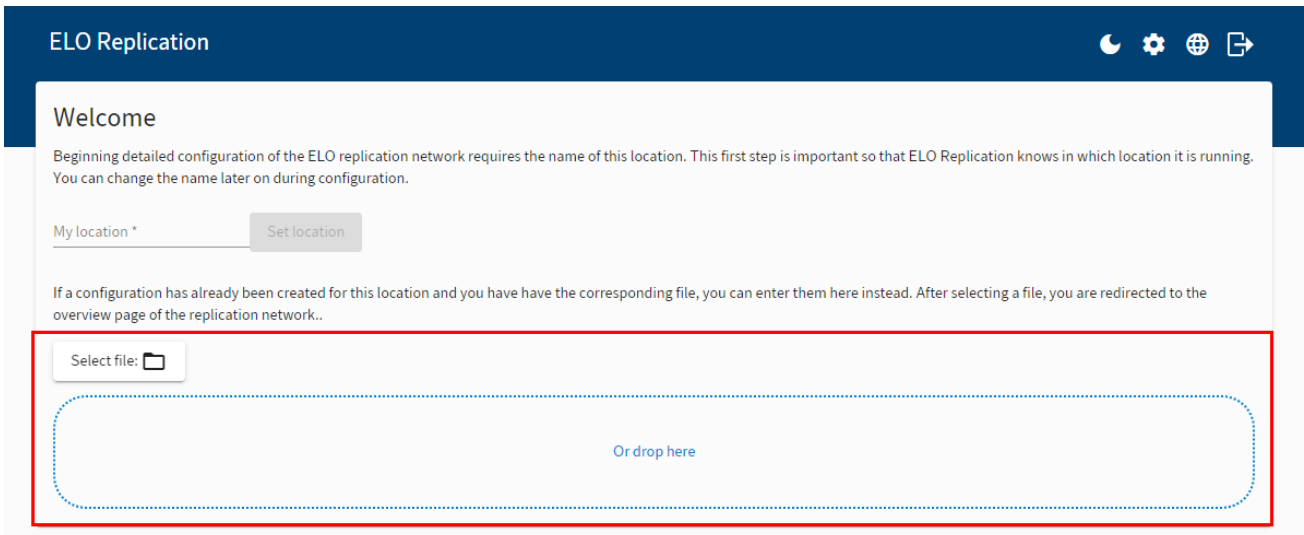 ELO Replication
Welcome
Beginning detailed configuration of the ELO replication network requires the name of this location. This first step is important so that ELO Replication knows in which location it is running.
You can change the name later on during configuration.
My location *
Set location
If a configuration has already been created for this location and you have have the corresponding file, you can enter them here instead. After selecting a file, you are redirected to the
overview page of the replication network..
Select file:
Or drop here